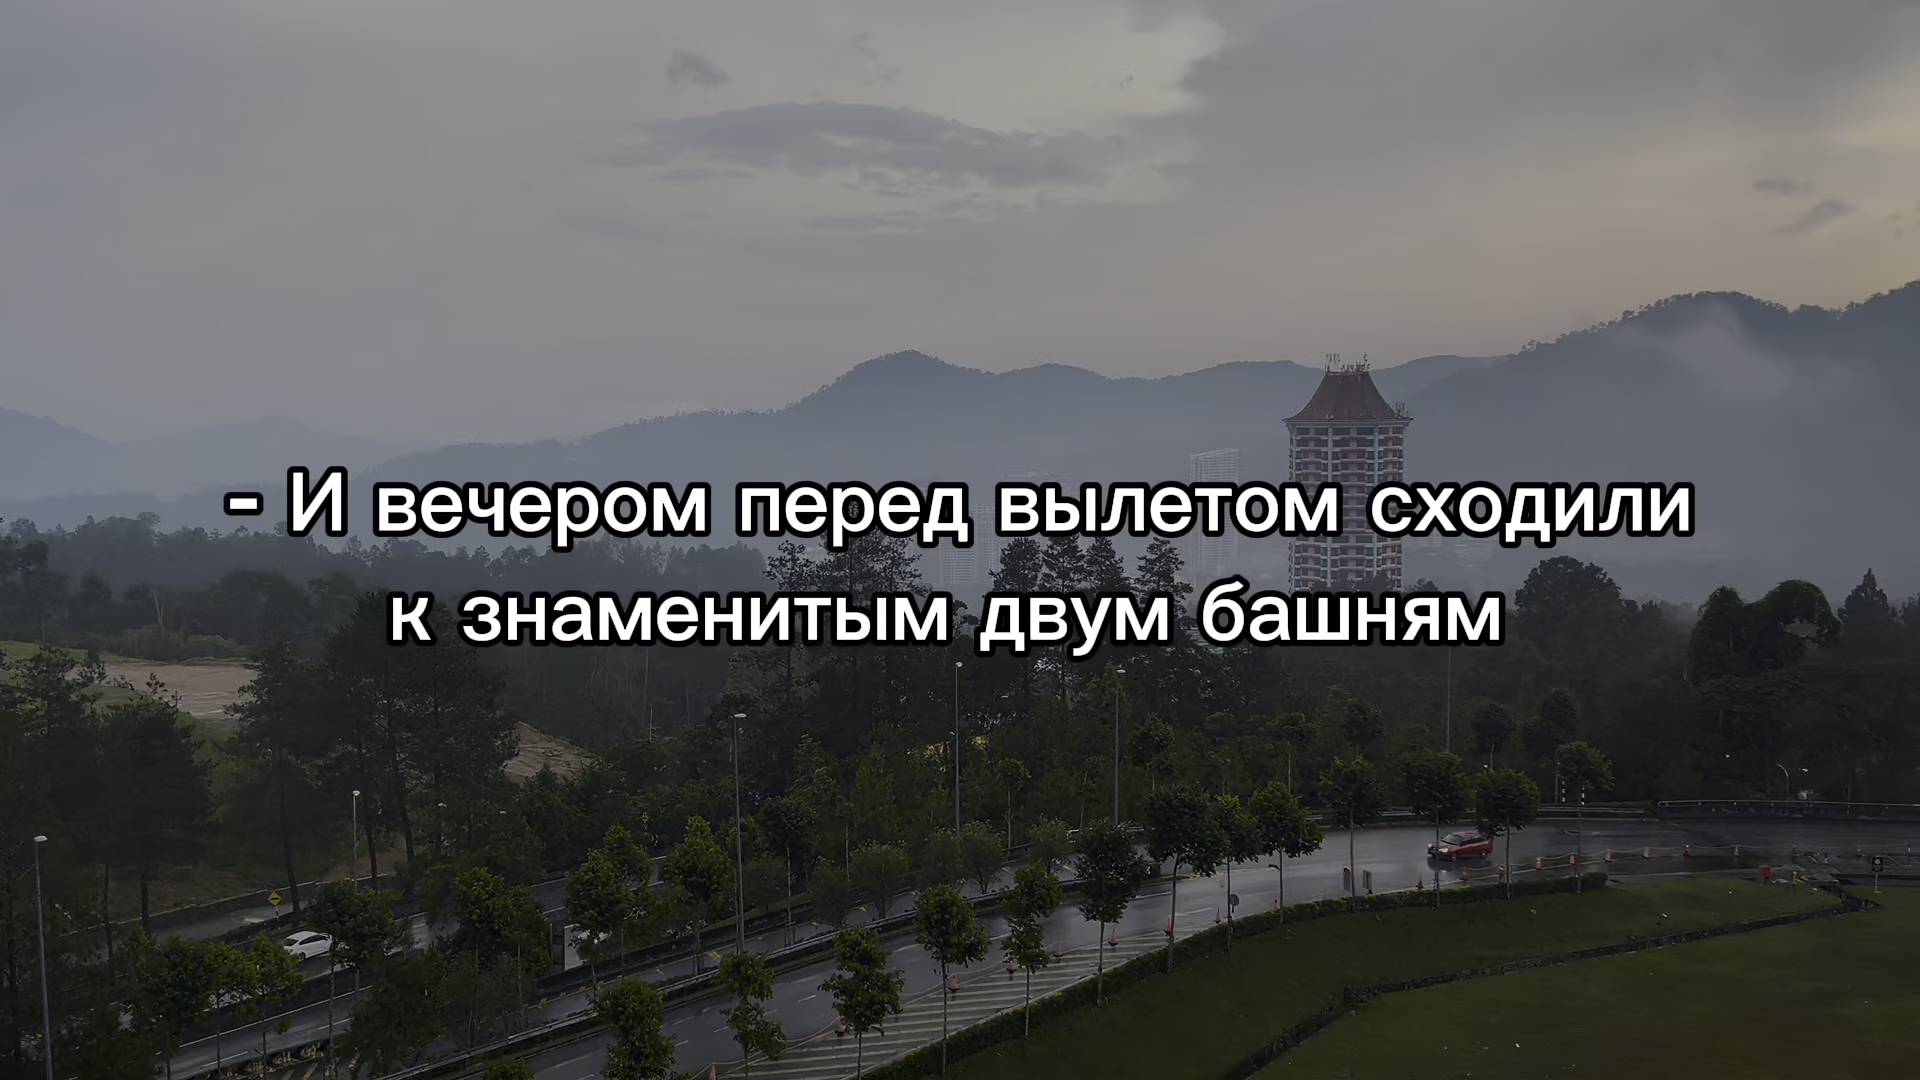 - И вечером перед вылетом сходили
к знаменитым двум башням